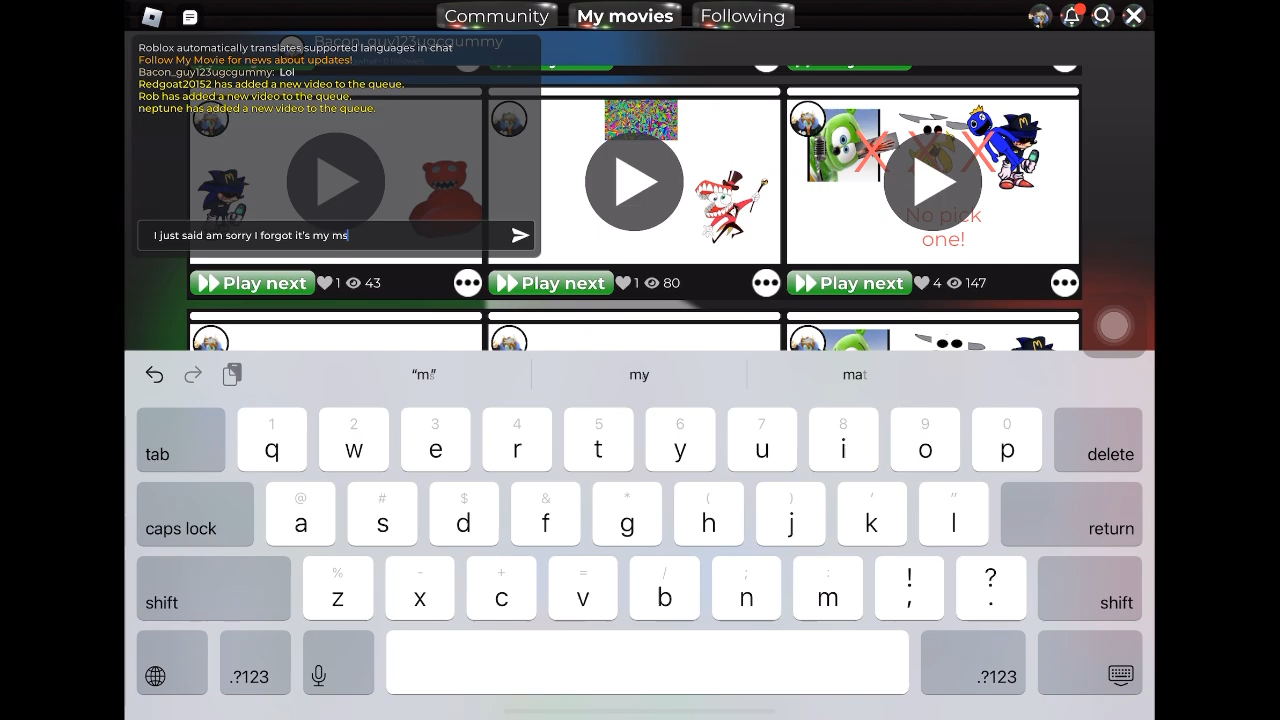 Community My movies Following
Bacon_guy123ugcgummy
Roblox automatically translates supported languages in chat
Follow My Movie for news about updates!
Bacon_guy123ugcgummy: Lol
Redgoat20152 has added a new video to the queue.
Rob has added a new video to the queue.
neptune has added a new video to the queue.
I just said am sorry I forgot it's my ms
No pick
one!
Play next 1 43
Play next 1 80
Play next 4 147
“ms” my mat
1 2 3 4 5 6 7 8 9 0
tab q w e r t y u i o p delete
@ # $ & * ( ) ' "
caps lock a s d f g h j k l return
% - + = / ; : ! ?
shift z x c v b n m , . shift
.?123 .?123